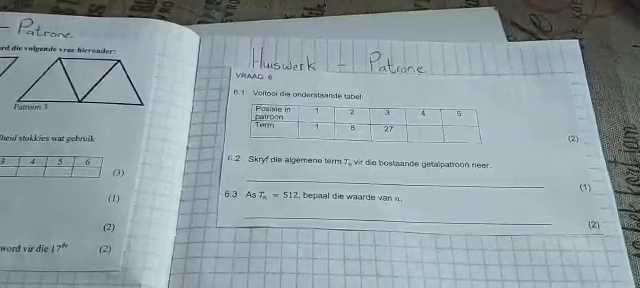 - Patrone
rd die volgende vrae hieronder:
Patroon 3
heid stokkies wat gebruik
3 4 5 6
(3)
(1)
(2)
word vir die 17de (2)
Huiswerk - Patrone
VRAAG 6
6.1 Voltooi die onderstaande tabel:
Posisie in patroon 1 2 3 4 5
Term 1 8 27
(2)
6.2 Skryf die algemene term Tn vir die bostaande getalpatroon neer.
(1)
6.3 As Tn = 512, bepaal die waarde van n.
(2)